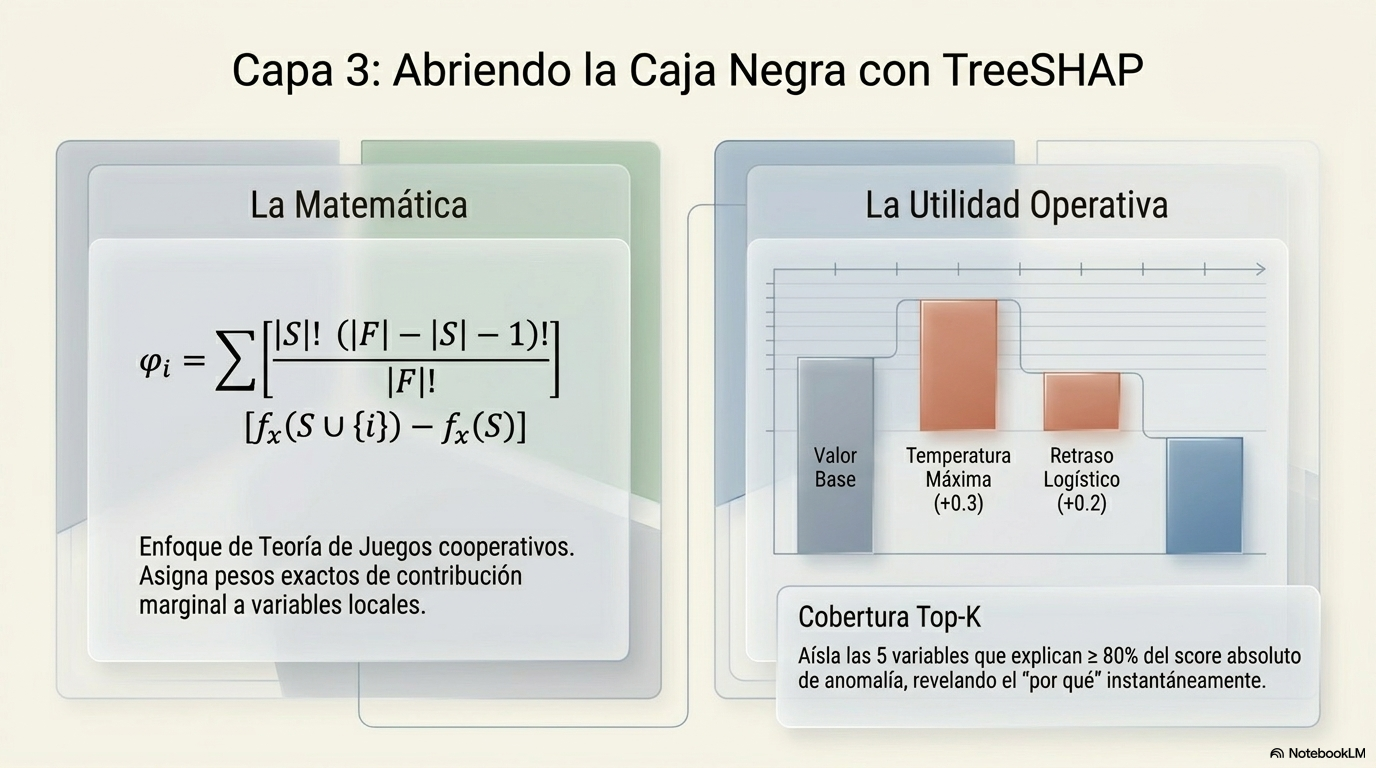 Capa 3: Abriendo la Caja Negra con TreeSHAP
La Matemática
φᵢ = ∑[|S|! (|F| − |S| − 1)! / |F|!]
[fₓ(S ∪ {i}) − fₓ(S)]
Enfoque de Teoría de Juegos cooperativos.
Asigna pesos exactos de contribución
marginal a variables locales.
La Utilidad Operativa
Valor
Base
Temperatura
Máxima
(+0.3)
Retraso
Logístico
(+0.2)
Cobertura Top-K
Aísla las 5 variables que explican ≥ 80% del score absoluto
de anomalía, revelando el “por qué” instantáneamente.
NotebookLM